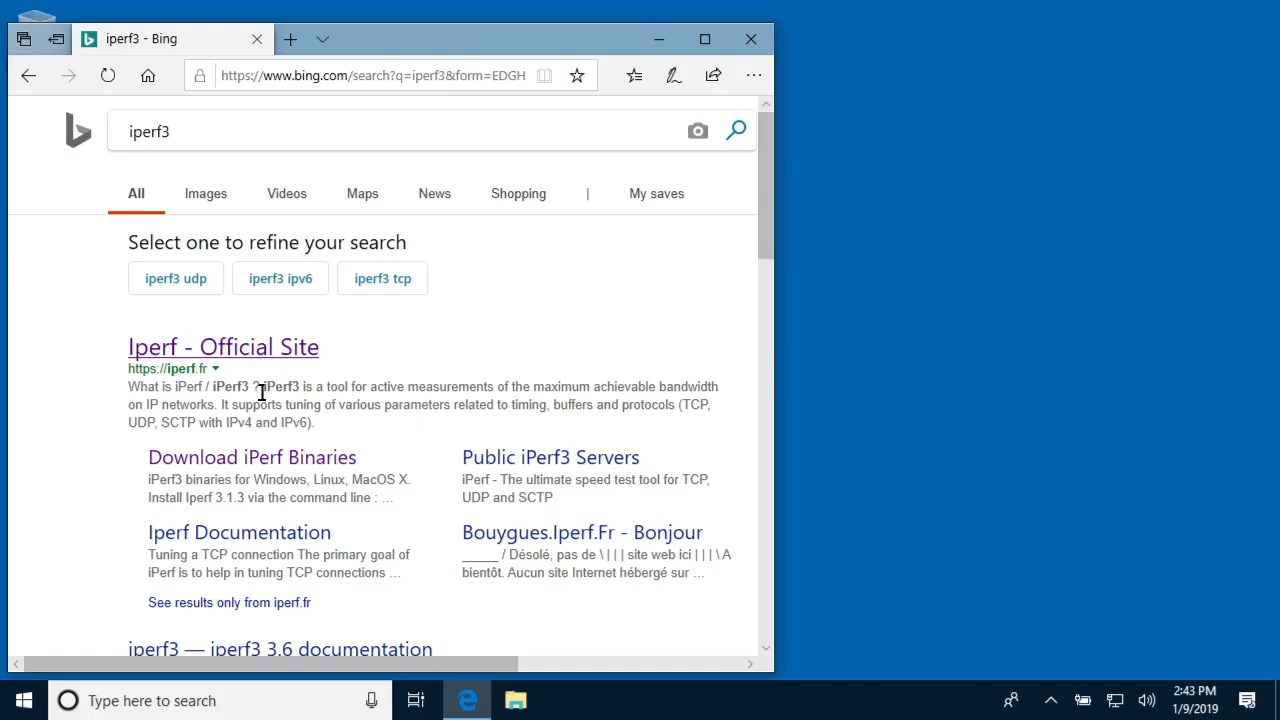 iperf3 - Bing
https://www.bing.com/search?q=iperf3&form=EDGH
iperf3
All Images Videos Maps News Shopping | My saves
Select one to refine your search
iperf3 udp iperf3 ipv6 iperf3 tcp
Iperf - Official Site
https://iperf.fr
What is iPerf / iPerf3 ? iPerf3 is a tool for active measurements of the maximum achievable bandwidth
on IP networks. It supports tuning of various parameters related to timing, buffers and protocols (TCP,
UDP, SCTP with IPv4 and IPv6).
Download iPerf Binaries
iPerf3 binaries for Windows, Linux, MacOS X.
Install Iperf 3.1.3 via the command line : ...
Public iPerf3 Servers
iPerf - The ultimate speed test tool for TCP,
UDP and SCTP
Iperf Documentation
Tuning a TCP connection The primary goal of
iPerf is to help in tuning TCP connections ...
Bouygues.Iperf.Fr - Bonjour
_____ / Désolé, pas de \ | | | site web ici | | | \ A
bientôt. Aucun site Internet hébergé sur ...
See results only from iperf.fr
iperf3 — iperf3 3.6 documentation
Type here to search
2:43 PM
1/9/2019